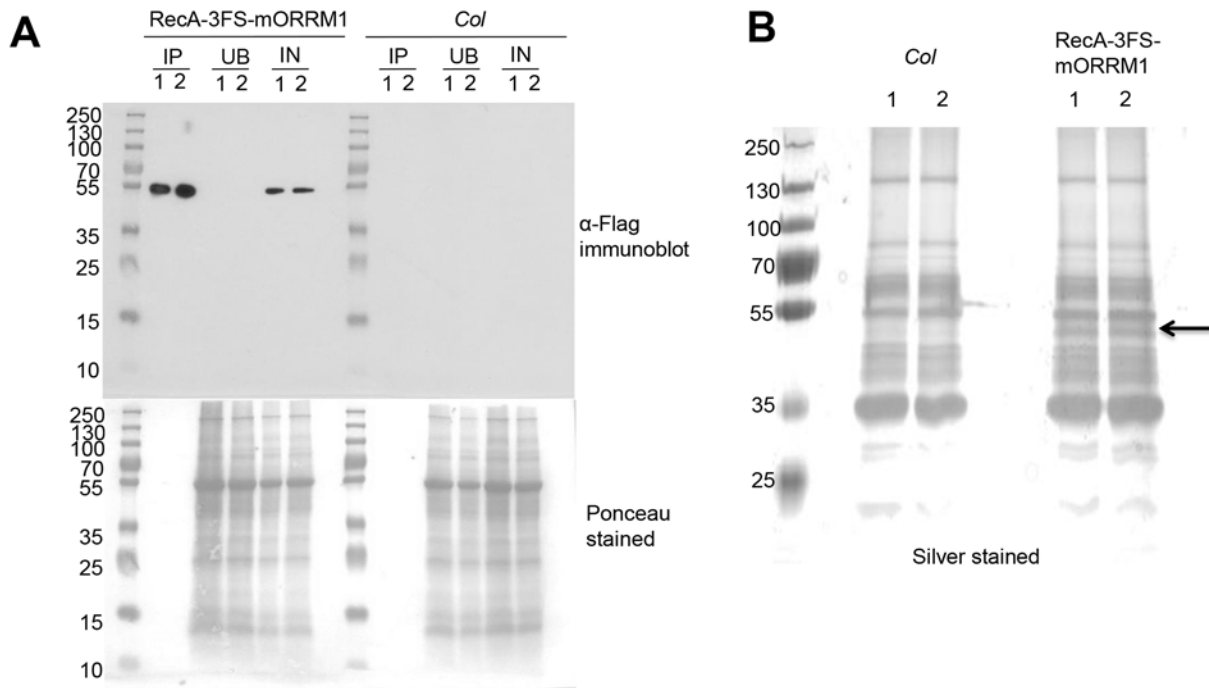 A
RecA-3FS-mORRM1
Col
IP UB IN IP UB IN
1 2 1 2 1 2 1 2 1 2 1 2
250
130
100
70
55
35
25
15
10
α-Flag
immunoblot
250
130
100
70
55
35
25
15
10
Ponceau
stained
B
Col
RecA-3FS-
mORRM1
1 2 1 2
250
130
100
70
55
35
25
Silver stained